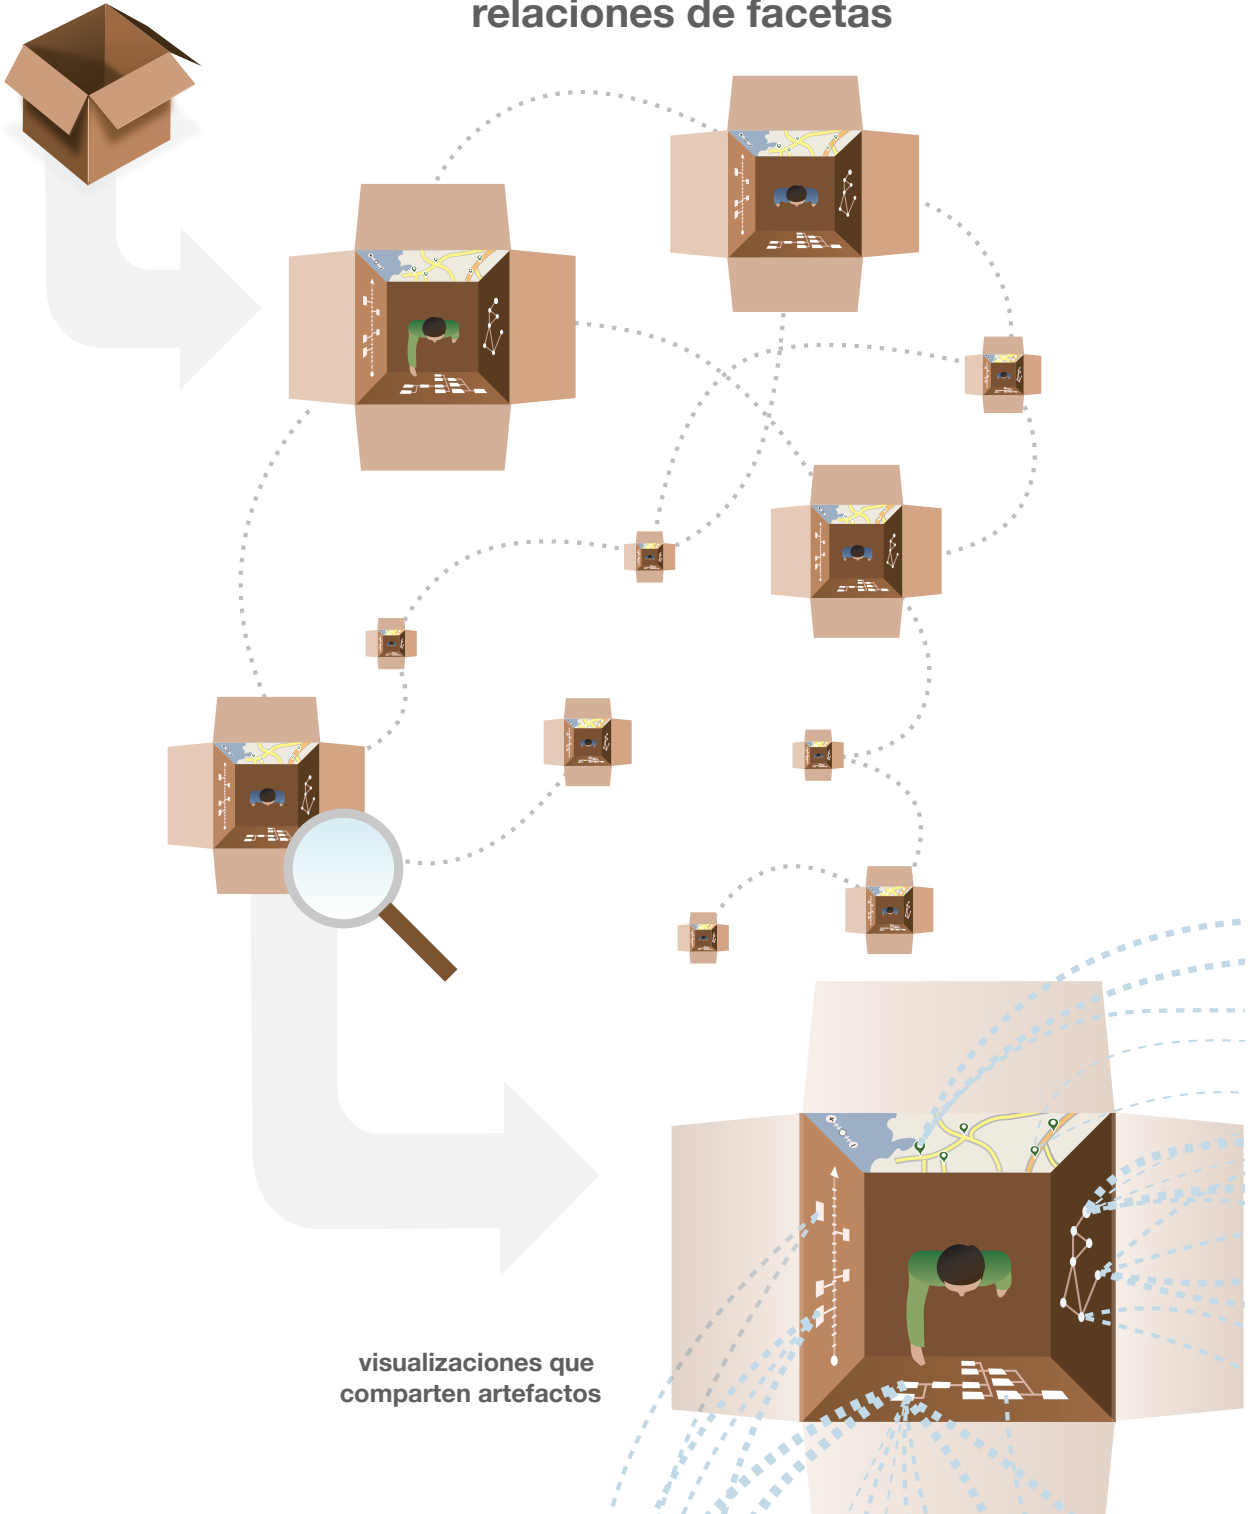 relaciones de facetas
visualizaciones que
comparten artefactos